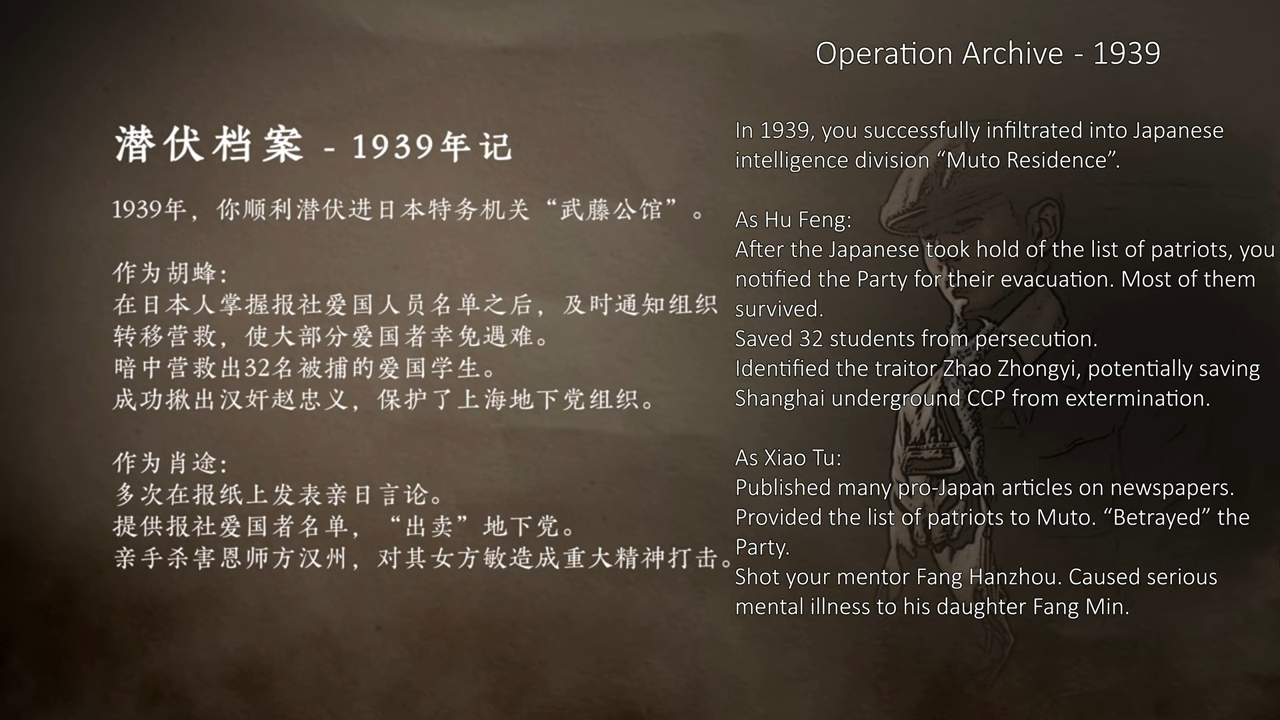 潜伏档案 - 1939年记
1939年，你顺利潜伏进日本特务机关“武藤公馆”。
作为胡蜂：
在日本人掌握报社爱国人员名单之后，及时通知组织
转移营救，使大部分爱国者幸免遇难。
暗中营救出32名被捕的爱国学生。
成功揪出汉奸赵忠义，保护了上海地下党组织。
作为肖途：
多次在报纸上发表亲日言论。
提供报社爱国者名单，“出卖”地下党。
亲手杀害恩师方汉州，对其女方敏造成重大精神打击。
Operation Archive - 1939
In 1939, you successfully infiltrated into Japanese
intelligence division “Muto Residence”.
As Hu Feng:
After the Japanese took hold of the list of patriots, you
notified the Party for their evacuation. Most of them
survived.
Saved 32 students from persecution.
Identified the traitor Zhao Zhongyi, potentially saving
Shanghai underground CCP from extermination.
As Xiao Tu:
Published many pro-Japan articles on newspapers.
Provided the list of patriots to Muto. “Betrayed” the
Party.
Shot your mentor Fang Hanzhou. Caused serious
mental illness to his daughter Fang Min.